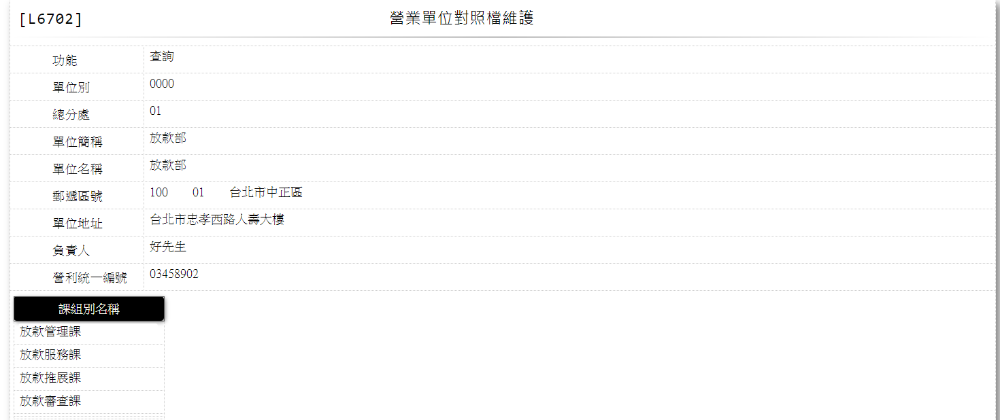 [L6702] 營業單位對照檔維護
功能 查詢
單位別 0000
總分處 01
單位簡稱 放款部
單位名稱 放款部
郵遞區號 100 01 台北市中正區
單位地址 台北市忠孝西路人壽大樓
負責人 好先生
營利統一編號 03458902
課組別名稱
放款管理課
放款服務課
放款推展課
放款審查課